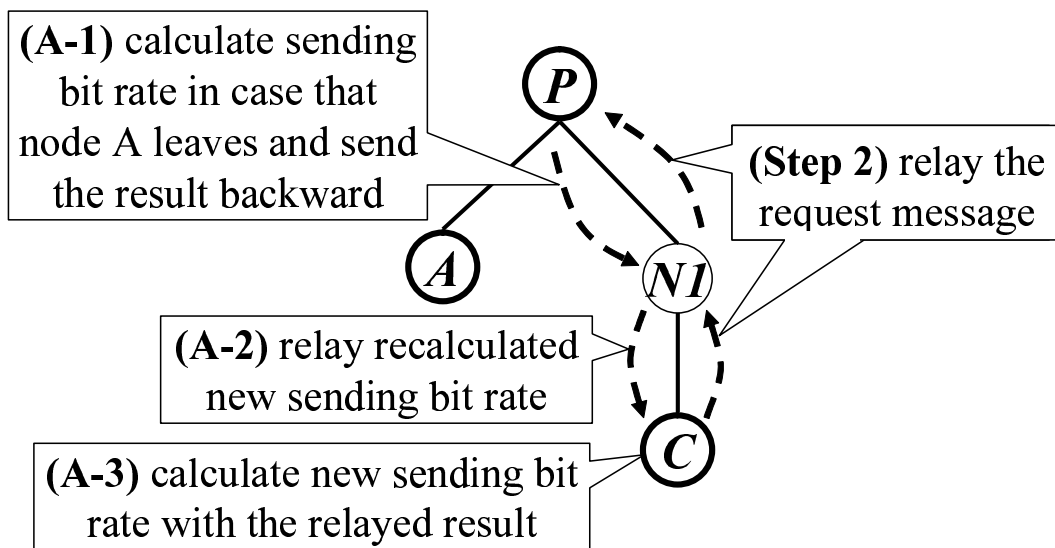 (A-1) calculate sending
bit rate in case that
node A leaves and send
the result backward
P
(Step 2) relay the
request message
A
N1
(A-2) relay recalculated
new sending bit rate
C
(A-3) calculate new sending bit
rate with the relayed result